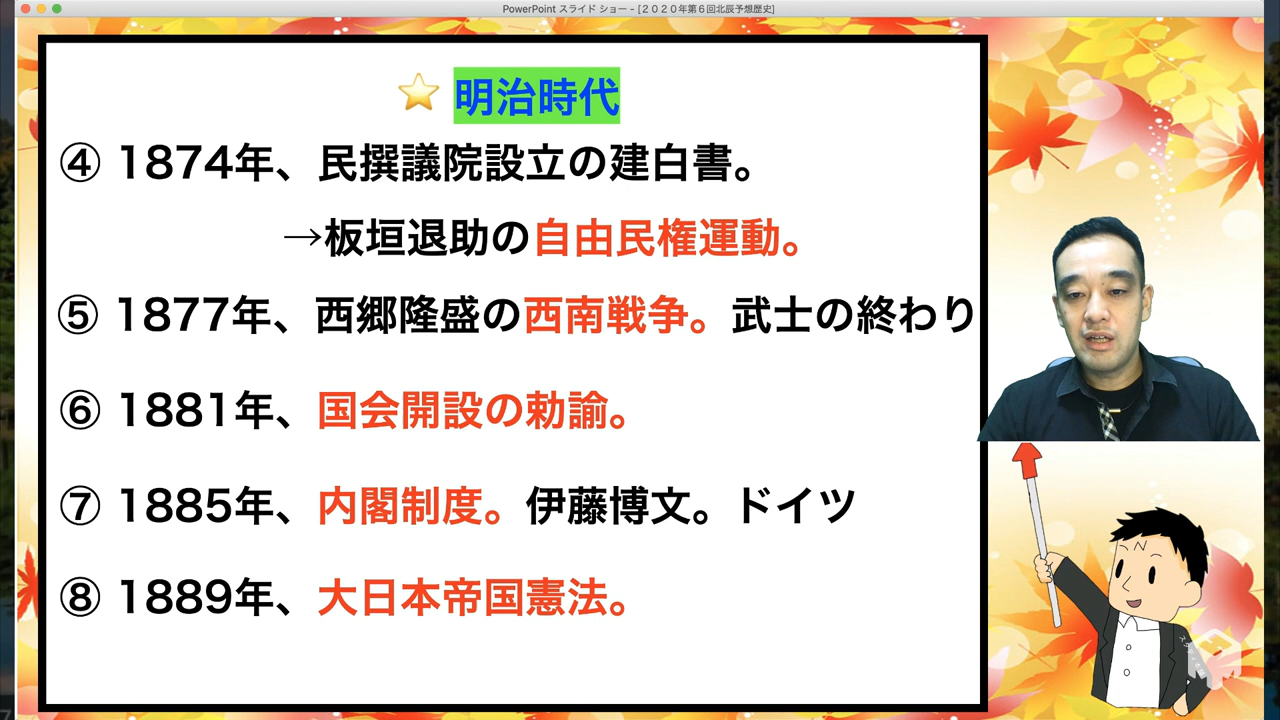 PowerPoint スライド ショー - [２０２０年第６回北辰予想歴史]
⭐ 明治時代
④ 1874年、民撰議院設立の建白書。
→板垣退助の自由民権運動。
⑤ 1877年、西郷隆盛の西南戦争。武士の終わり
⑥ 1881年、国会開設の勅諭。
⑦ 1885年、内閣制度。伊藤博文。ドイツ
⑧ 1889年、大日本帝国憲法。